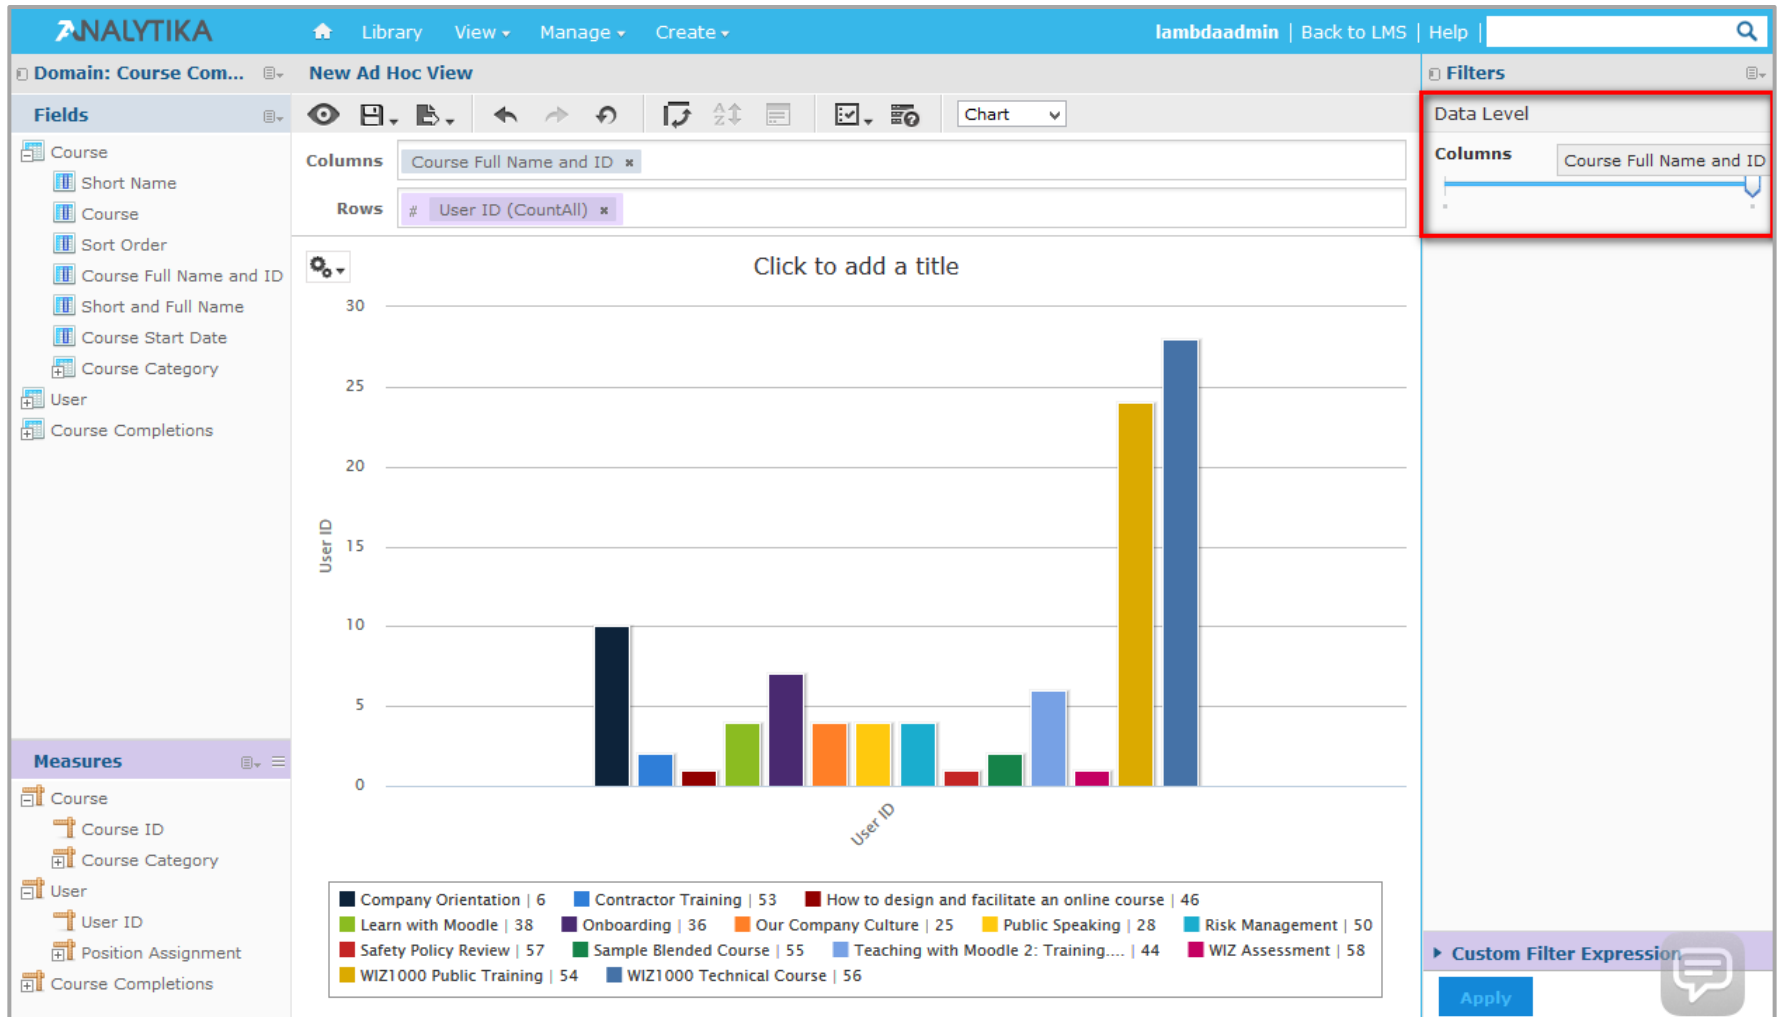 ANALYTIKA
Library View Manage Create
lambdaadmin | Back to LMS | Help |
Domain: Course Com...
New Ad Hoc View
Filters
Fields
Chart
Data Level
Course
Short Name
Course
Sort Order
Course Full Name and ID
Short and Full Name
Course Start Date
Course Category
User
Course Completions
Columns Course Full Name and ID ×
Rows # User ID (CountAll) ×
Columns Course Full Name and ID
Click to add a title
30
25
20
15
10
5
0
User ID
User ID
Company Orientation | 6 Contractor Training | 53 How to design and facilitate an online course | 46
Learn with Moodle | 38 Onboarding | 36 Our Company Culture | 25 Public Speaking | 28 Risk Management | 50
Safety Policy Review | 57 Sample Blended Course | 55 Teaching with Moodle 2: Training.... | 44 WIZ Assessment | 58
WIZ1000 Public Training | 54 WIZ1000 Technical Course | 56
Measures
Course
Course ID
Course Category
User
User ID
Position Assignment
Course Completions
Custom Filter Expression
Apply